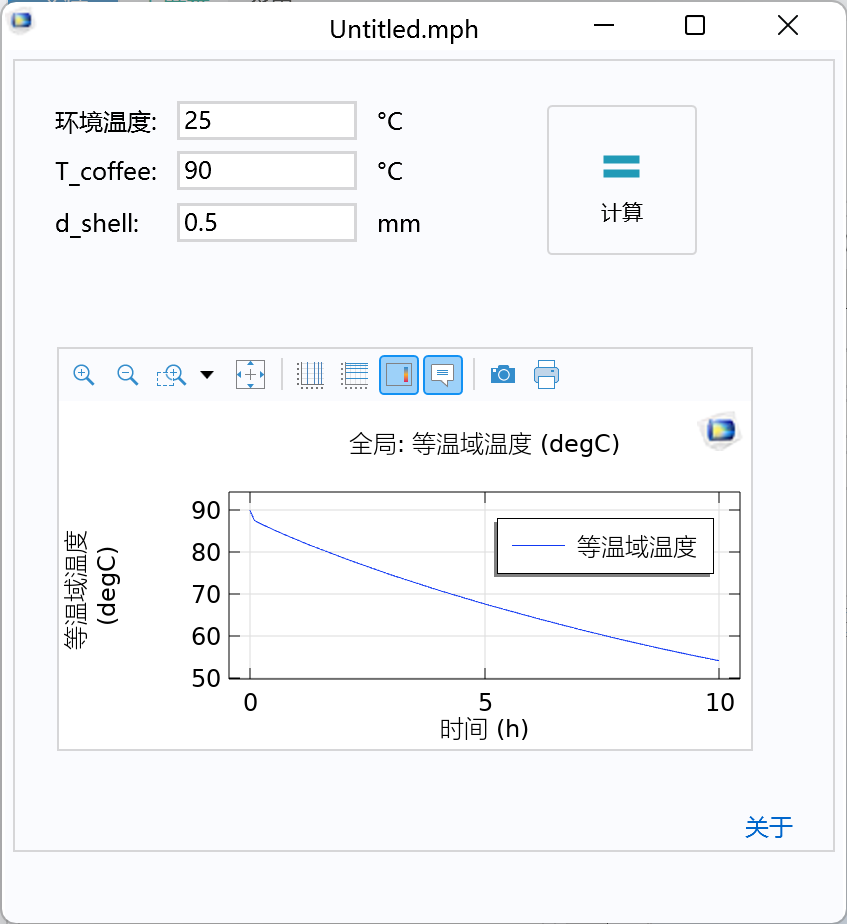 Untitled.mph
环境温度: 25 °C
T_coffee: 90 °C
d_shell: 0.5 mm
计算
全局: 等温域温度 (degC)
等温域温度
(degC)
90
80
70
60
50
等温域温度
0 5 10
时间 (h)
关于